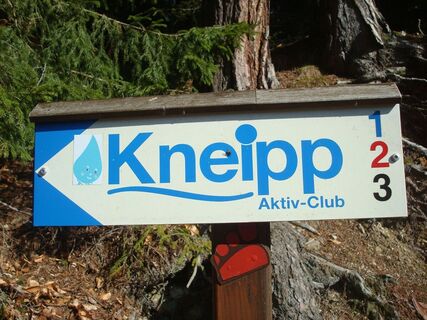 Kneipp
Aktiv-Club
1
2
3